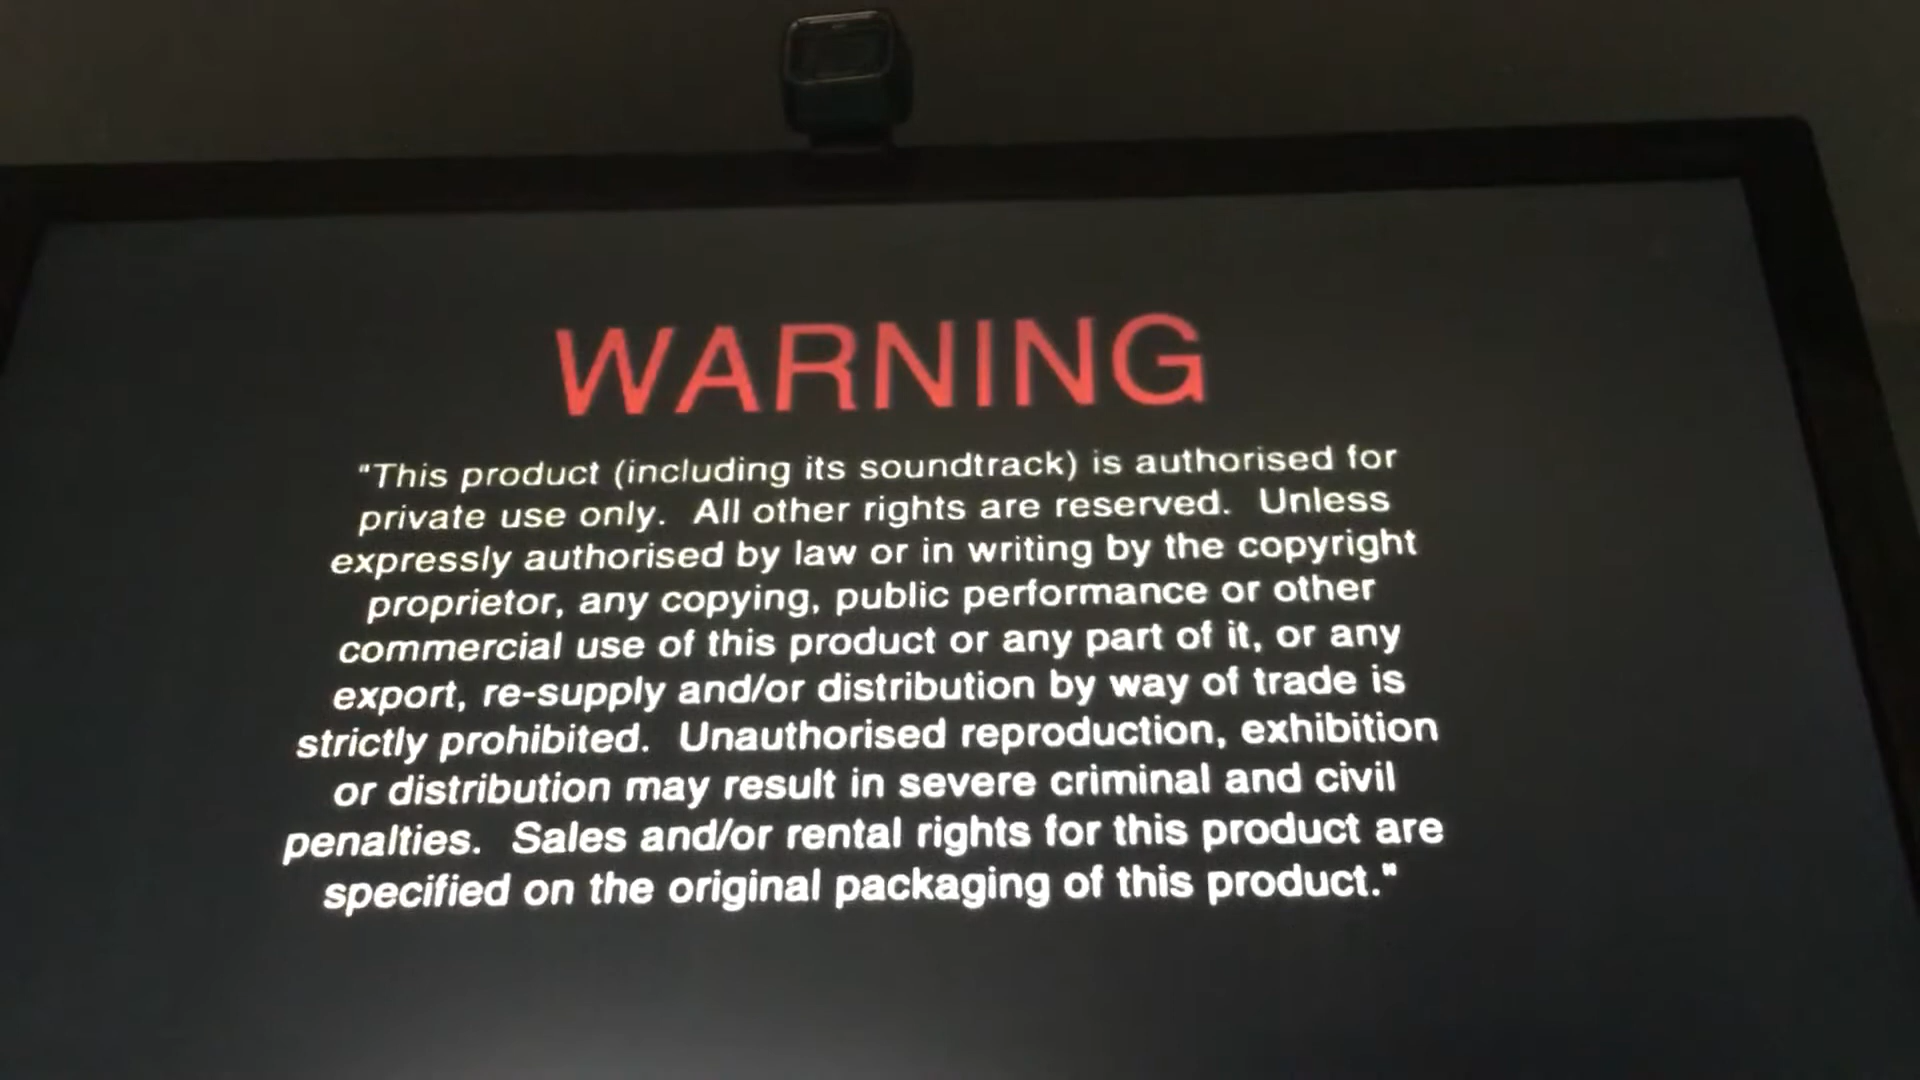 WARNING
"This product (including its soundtrack) is authorised for
private use only. All other rights are reserved. Unless
expressly authorised by law or in writing by the copyright
proprietor, any copying, public performance or other
commercial use of this product or any part of it, or any
export, re-supply and/or distribution by way of trade is
strictly prohibited. Unauthorised reproduction, exhibition
or distribution may result in severe criminal and civil
penalties. Sales and/or rental rights for this product are
specified on the original packaging of this product."